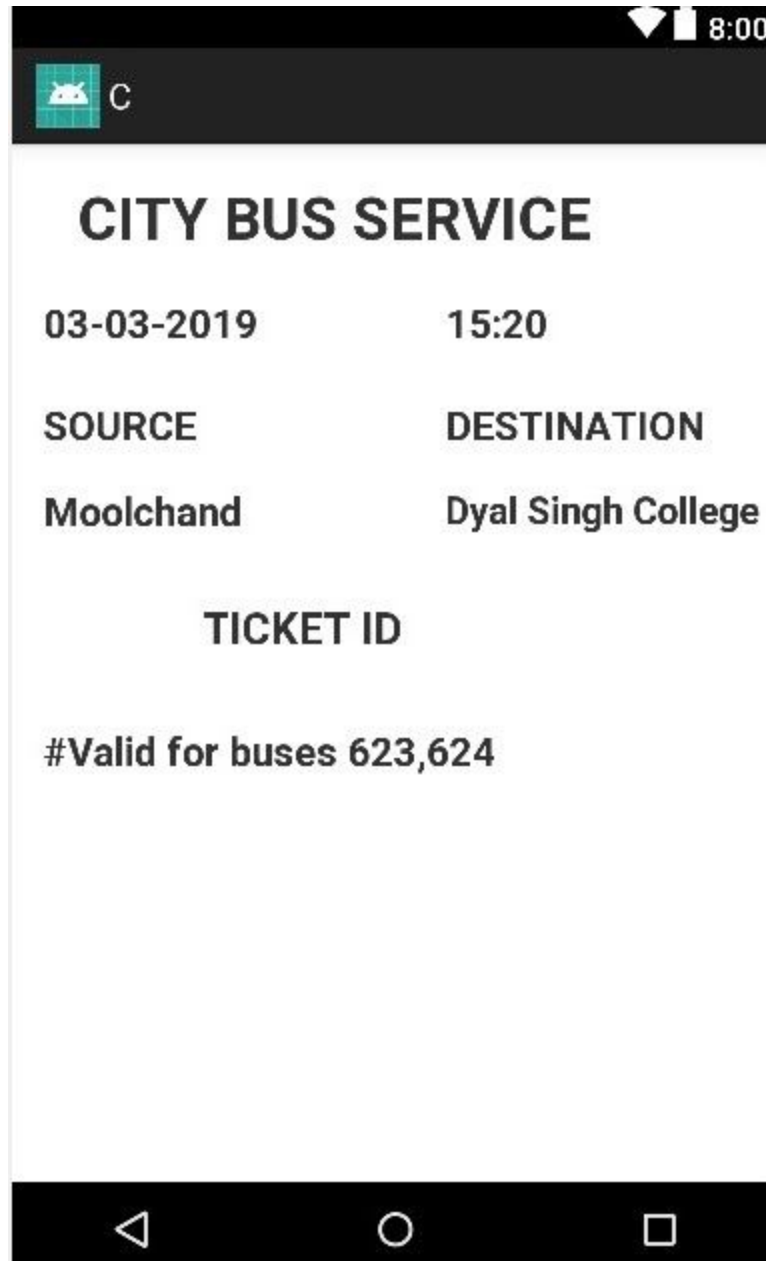 8:00
C
CITY BUS SERVICE
03-03-2019 15:20
SOURCE DESTINATION
Moolchand Dyal Singh College
TICKET ID
#Valid for buses 623,624